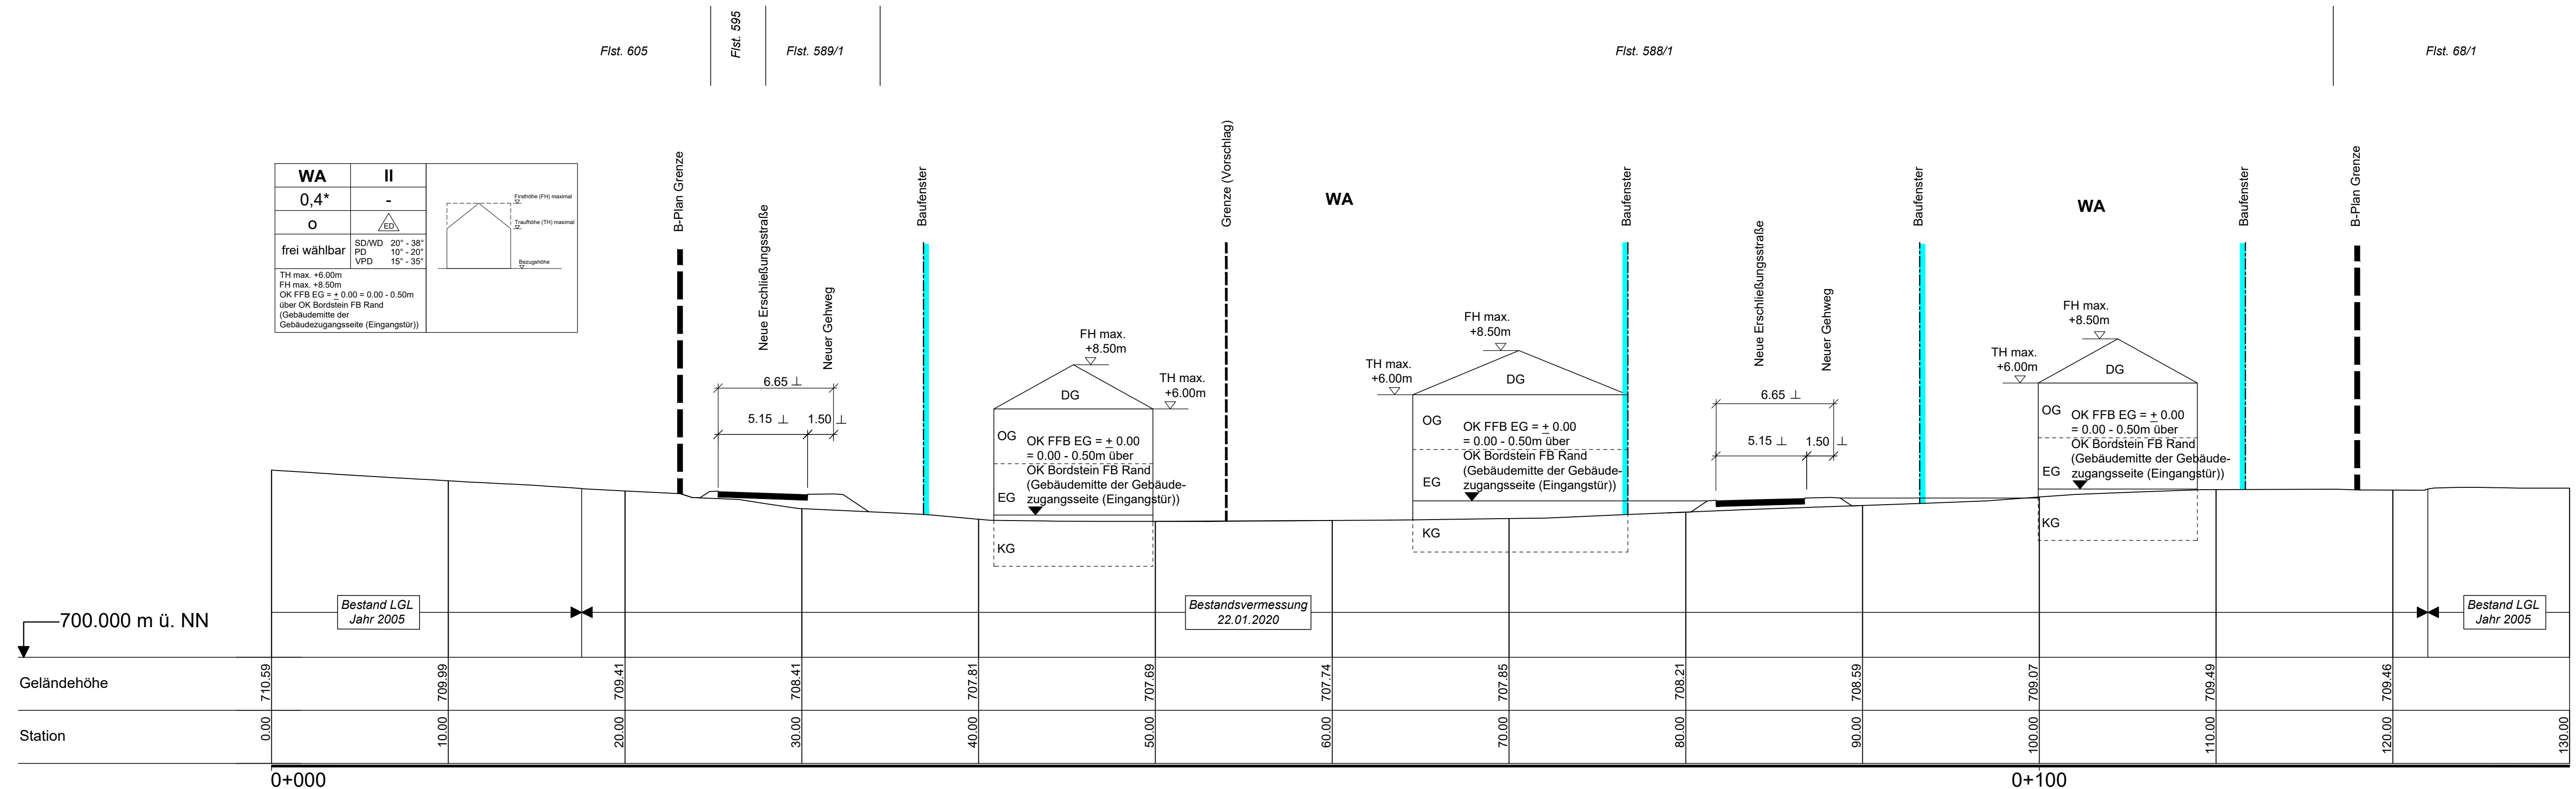 Flst. 605
Flst. 595
Flst. 589/1
Flst. 588/1
Flst. 68/1
WA
II
0,4*
-
o
ED
frei wählbar
SD/WD 20° - 38°
PD 10° - 20°
VPD 15° - 35°
TH max. +6.00m
FH max. +8.50m
OK FFB EG = ± 0.00 = 0.00 - 0.50m
über OK Bordstein FB Rand
(Gebäudemitte der
Gebäudezugangsseite (Eingangstür))
Firsthöhe (FH) maximal
Traufhöhe (TH) maximal
Bezugshöhe
B-Plan Grenze
Neue Erschließungsstraße
Neuer Gehweg
6.65 ⊥
5.15 ⊥
1.50 ⊥
Baufenster
FH max.
+8.50m
TH max.
+6.00m
DG
OG
EG
KG
OK FFB EG = ± 0.00
= 0.00 - 0.50m über
OK Bordstein FB Rand
(Gebäudemitte der Gebäude-
zugangsseite (Eingangstür))
Grenze (Vorschlag)
WA
FH max.
+8.50m
TH max.
+6.00m
DG
OG
EG
KG
OK FFB EG = ± 0.00
= 0.00 - 0.50m über
OK Bordstein FB Rand
(Gebäudemitte der Gebäude-
zugangsseite (Eingangstür))
Baufenster
Neue Erschließungsstraße
Neuer Gehweg
6.65 ⊥
5.15 ⊥
1.50 ⊥
Baufenster
WA
FH max.
+8.50m
TH max.
+6.00m
DG
OG
EG
KG
OK FFB EG = ± 0.00
= 0.00 - 0.50m über
OK Bordstein FB Rand
(Gebäudemitte der Gebäude-
zugangsseite (Eingangstür))
Baufenster
B-Plan Grenze
Bestand LGL
Jahr 2005
Bestandsvermessung
22.01.2020
Bestand LGL
Jahr 2005
700.000 m ü. NN
Geländehöhe
710.59
709.99
709.41
708.41
707.81
707.69
707.74
707.85
708.21
708.59
709.07
709.49
709.46
Station
0.00
10.00
20.00
30.00
40.00
50.00
60.00
70.00
80.00
90.00
100.00
110.00
120.00
130.00
0+000
0+100